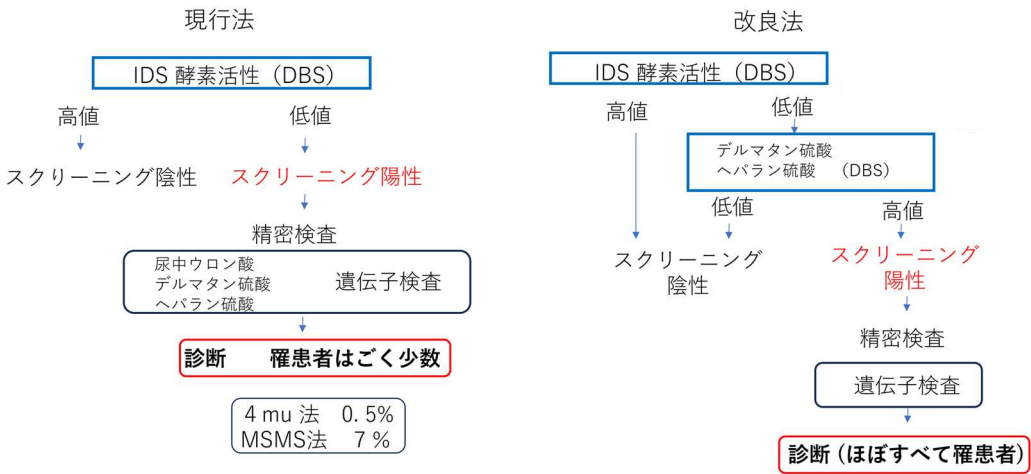 現行法
IDS 酵素活性（DBS）
高値
低値
スクリーニング陰性
スクリーニング陽性
精密検査
尿中ウロン酸
デルマタン硫酸
ヘパラン硫酸
遺伝子検査
診断　罹患者はごく少数
4 mu 法　0. 5%
MSMS法　7 %
改良法
IDS 酵素活性（DBS）
高値
低値
デルマタン硫酸
ヘパラン硫酸　（DBS）
低値
高値
スクリーニング
陰性
スクリーニング
陽性
精密検査
遺伝子検査
診断 (ほぼすべて罹患者)